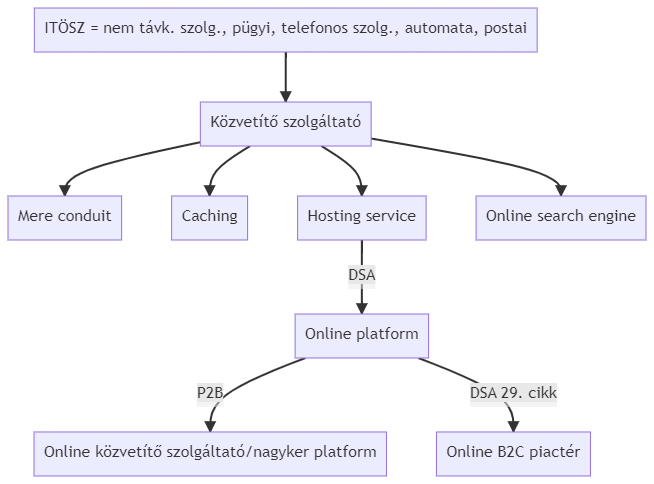 ITÖSZ = nem távk. szolg., pügyi, telefonos szolg., automata, postai
Közvetítő szolgáltató
Mere conduit
Caching
Hosting service
Online search engine
DSA
Online platform
P2B
DSA 29. cikk
Online közvetítő szolgáltató/nagyker platform
Online B2C piactér